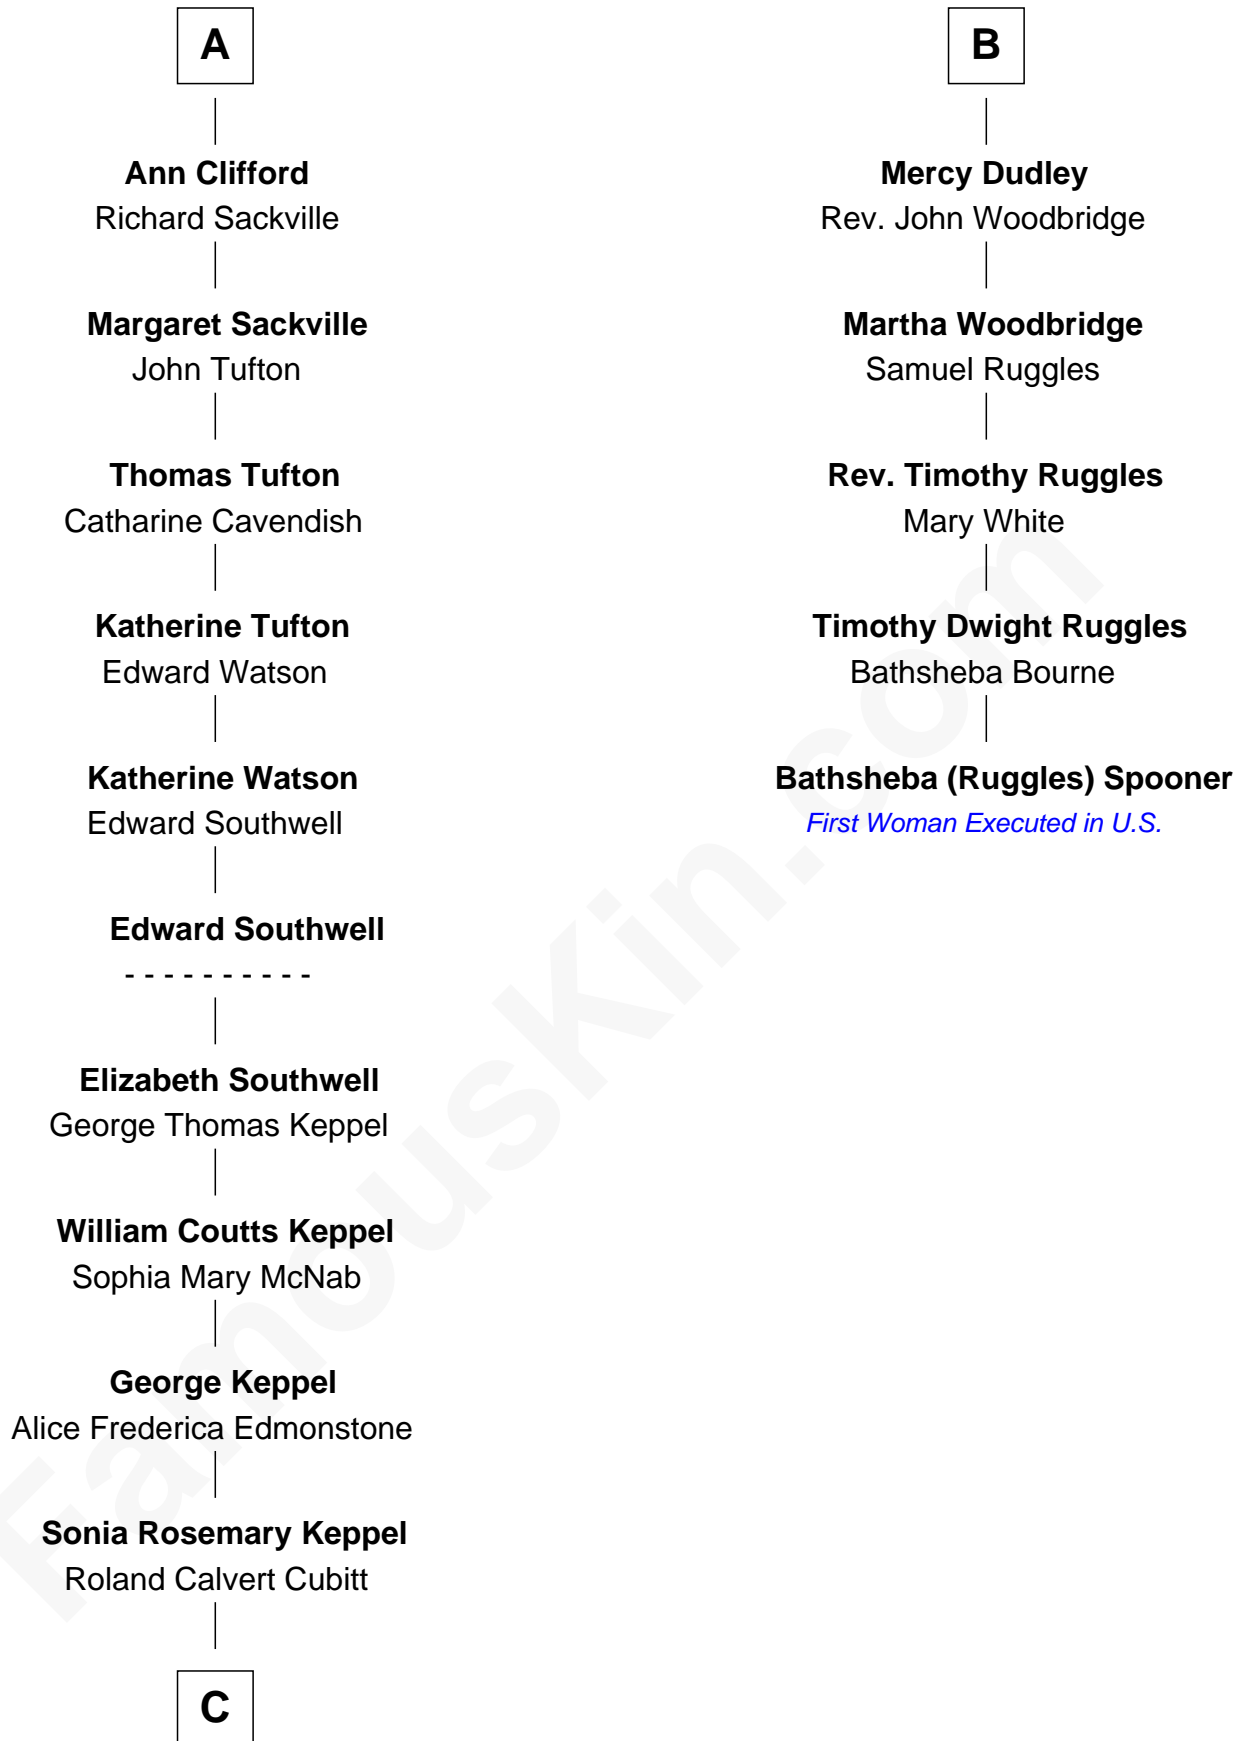 A
Ann Clifford
Richard Sackville
Margaret Sackville
John Tufton
Thomas Tufton
Catharine Cavendish
Katherine Tufton
Edward Watson
Katherine Watson
Edward Southwell
Edward Southwell
- - - - - - - - - -
Elizabeth Southwell
George Thomas Keppel
William Coutts Keppel
Sophia Mary McNab
George Keppel
Alice Frederica Edmonstone
Sonia Rosemary Keppel
Roland Calvert Cubitt
C
B
Mercy Dudley
Rev. John Woodbridge
Martha Woodbridge
Samuel Ruggles
Rev. Timothy Ruggles
Mary White
Timothy Dwight Ruggles
Bathsheba Bourne
Bathsheba (Ruggles) Spooner
First Woman Executed in U.S.
FamousKin.com